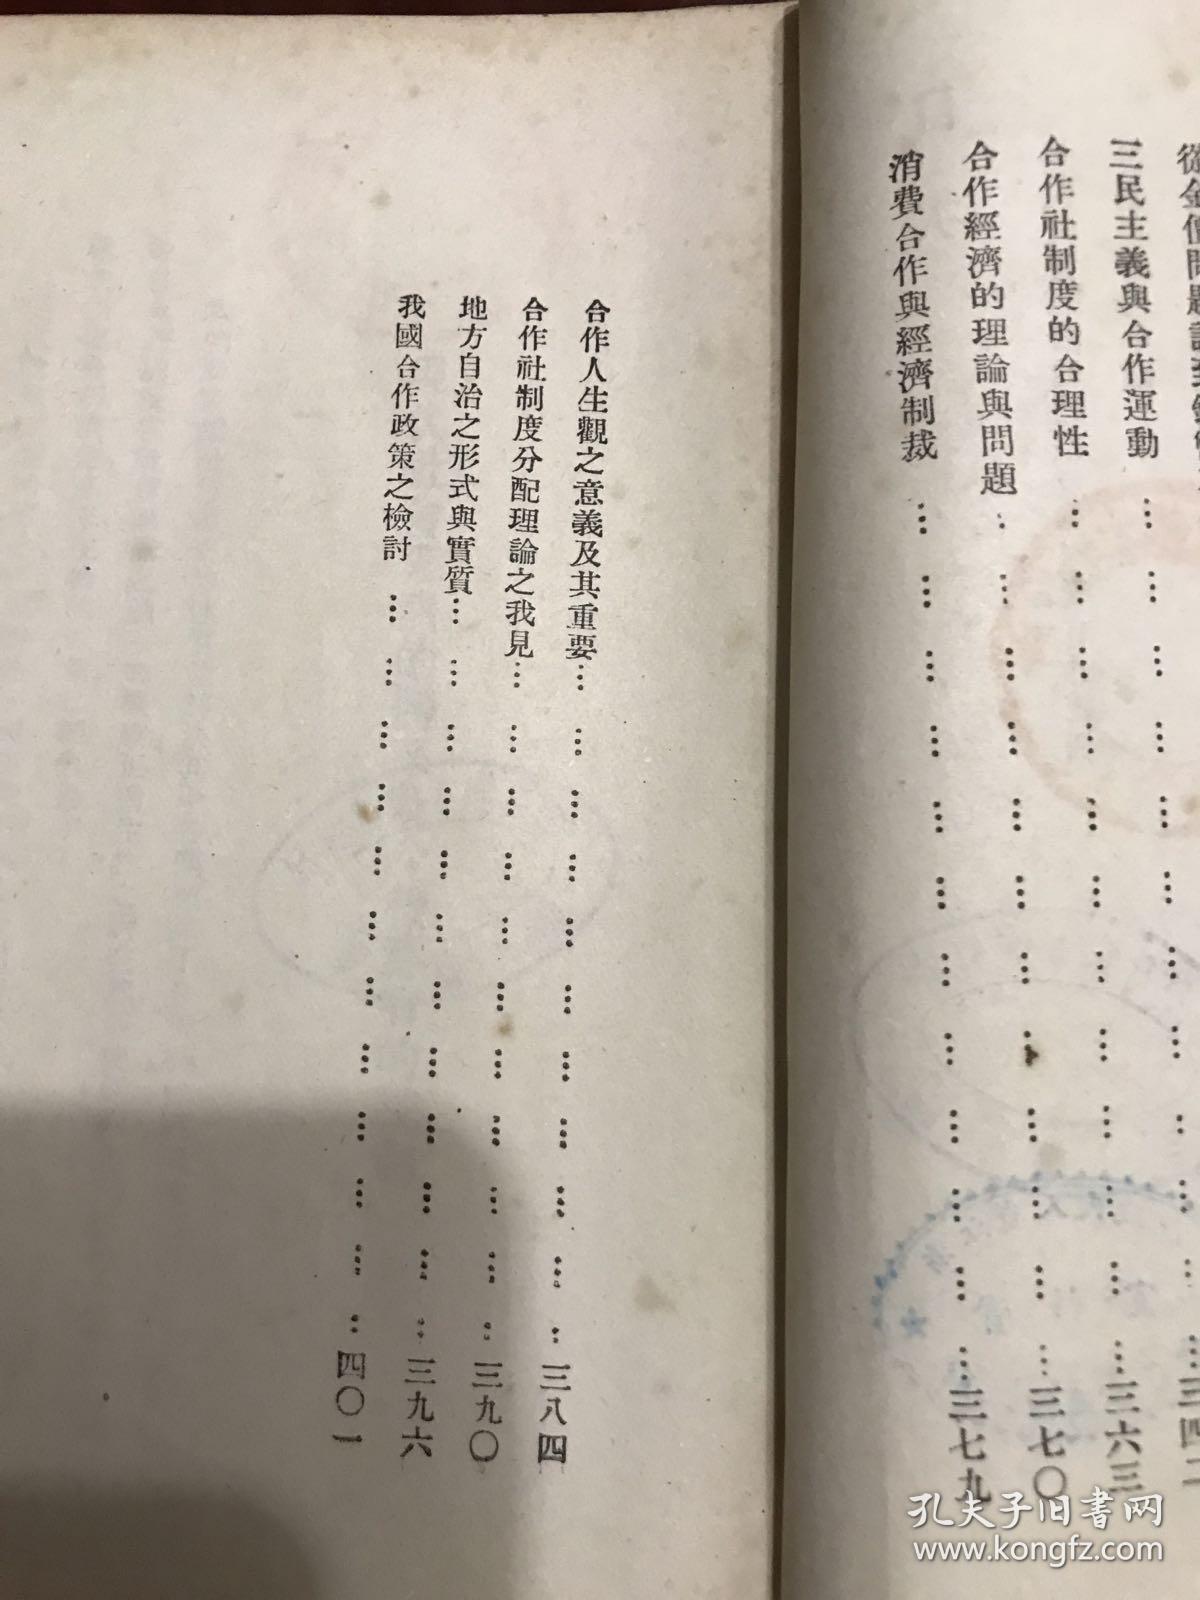 三民主義與合作運動……三六三
合作社制度的合理性……三七〇
合作經濟的理論與問題……
消費合作與經濟制裁……三七九
合作人生觀之意義及其重要……三八四
合作社制度分配理論之我見……三九〇
地方自治之形式與實質……三九六
我國合作政策之檢討……四〇一
孔夫子旧书网
www.kongfz.com